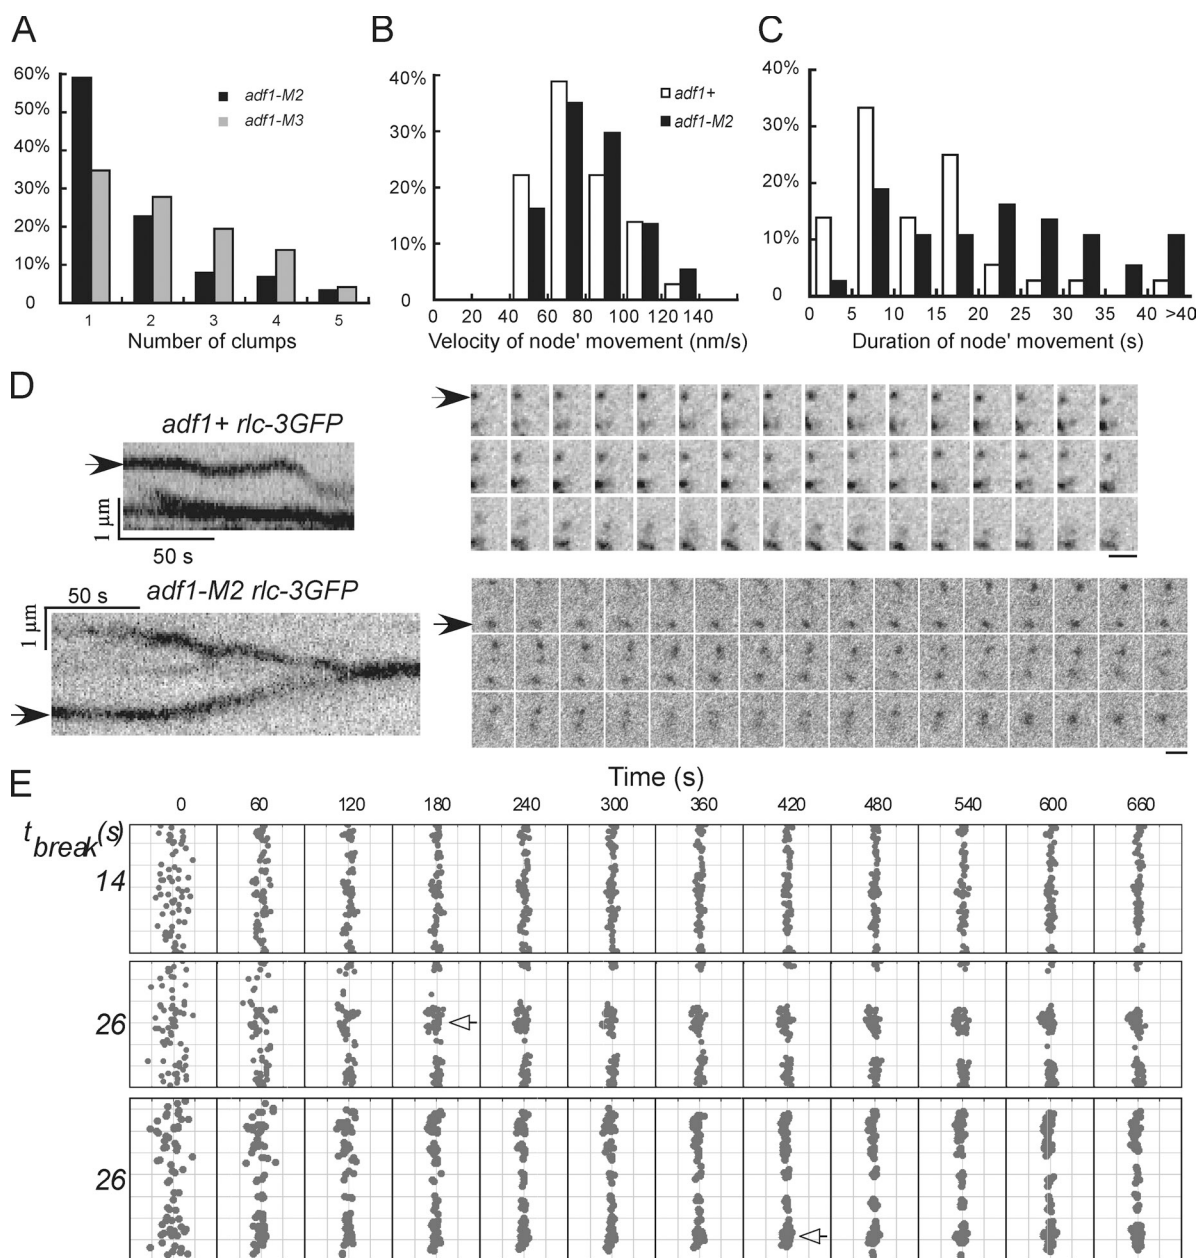 A
60%
50%
40%
30%
20%
10%
0
adf1-M2
adf1-M3
1 2 3 4 5
Number of clumps
B
40%
30%
20%
10%
0
adf1+
adf1-M2
0 20 40 60 80 100 120 140
Velocity of node' movement (nm/s)
C
40%
30%
20%
10%
0
0 5 10 15 20 25 30 35 40 >40
Duration of node' movement (s)
D
adf1+ rlc-3GFP
1 µm
50 s
adf1-M2 rlc-3GFP
50 s
1 µm
E
Time (s)
0 60 120 180 240 300 360 420 480 540 600 660
t break (s)
14
26
26